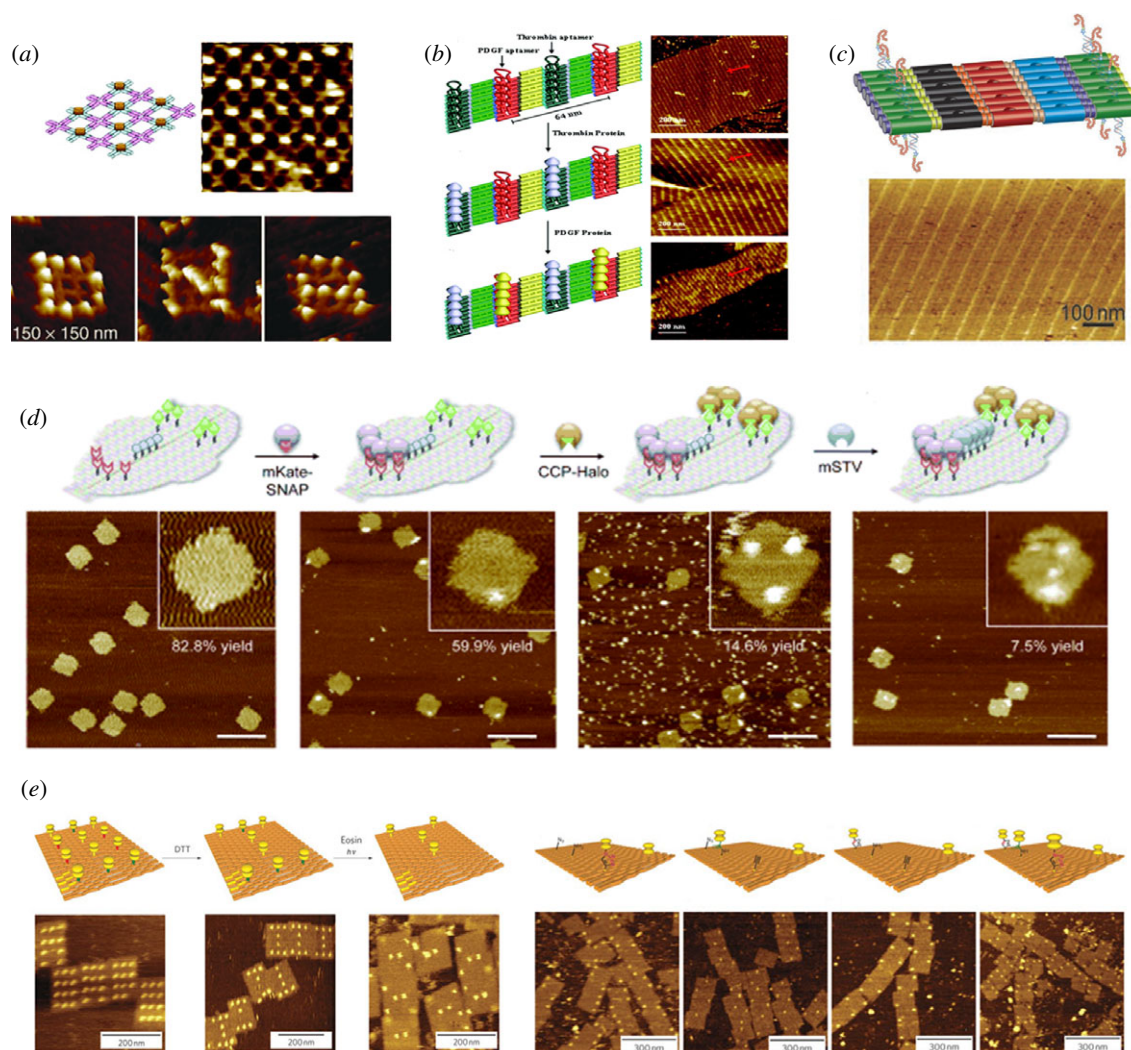 (a)
150 × 150 nm
(b)
Thrombin aptamer
PDGF aptamer
64 nm
Thrombin Protein
PDGF Protein
200 nm
200 nm
200 nm
(c)
100 nm
(d)
mKate-
SNAP
CCP-Halo
mSTV
82.8% yield
59.9% yield
14.6% yield
7.5% yield
(e)
DTT
Eosin
hν
200 nm
200 nm
200 nm
300 nm
300 nm
300 nm
300 nm